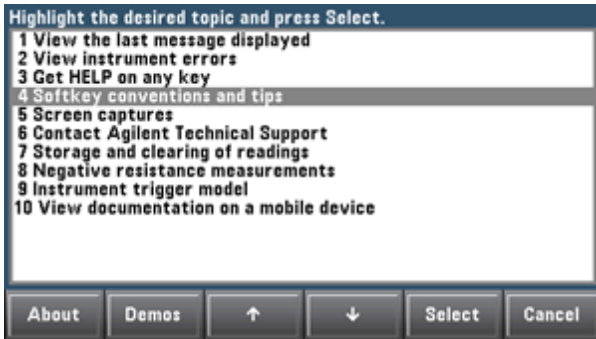 Highlight the desired topic and press Select.
1 View the last message displayed
2 View instrument errors
3 Get HELP on any key
4 Softkey conventions and tips
5 Screen captures
6 Contact Agilent Technical Support
7 Storage and clearing of readings
8 Negative resistance measurements
9 Instrument trigger model
10 View documentation on a mobile device
About Demos ↑ ↓ Select Cancel